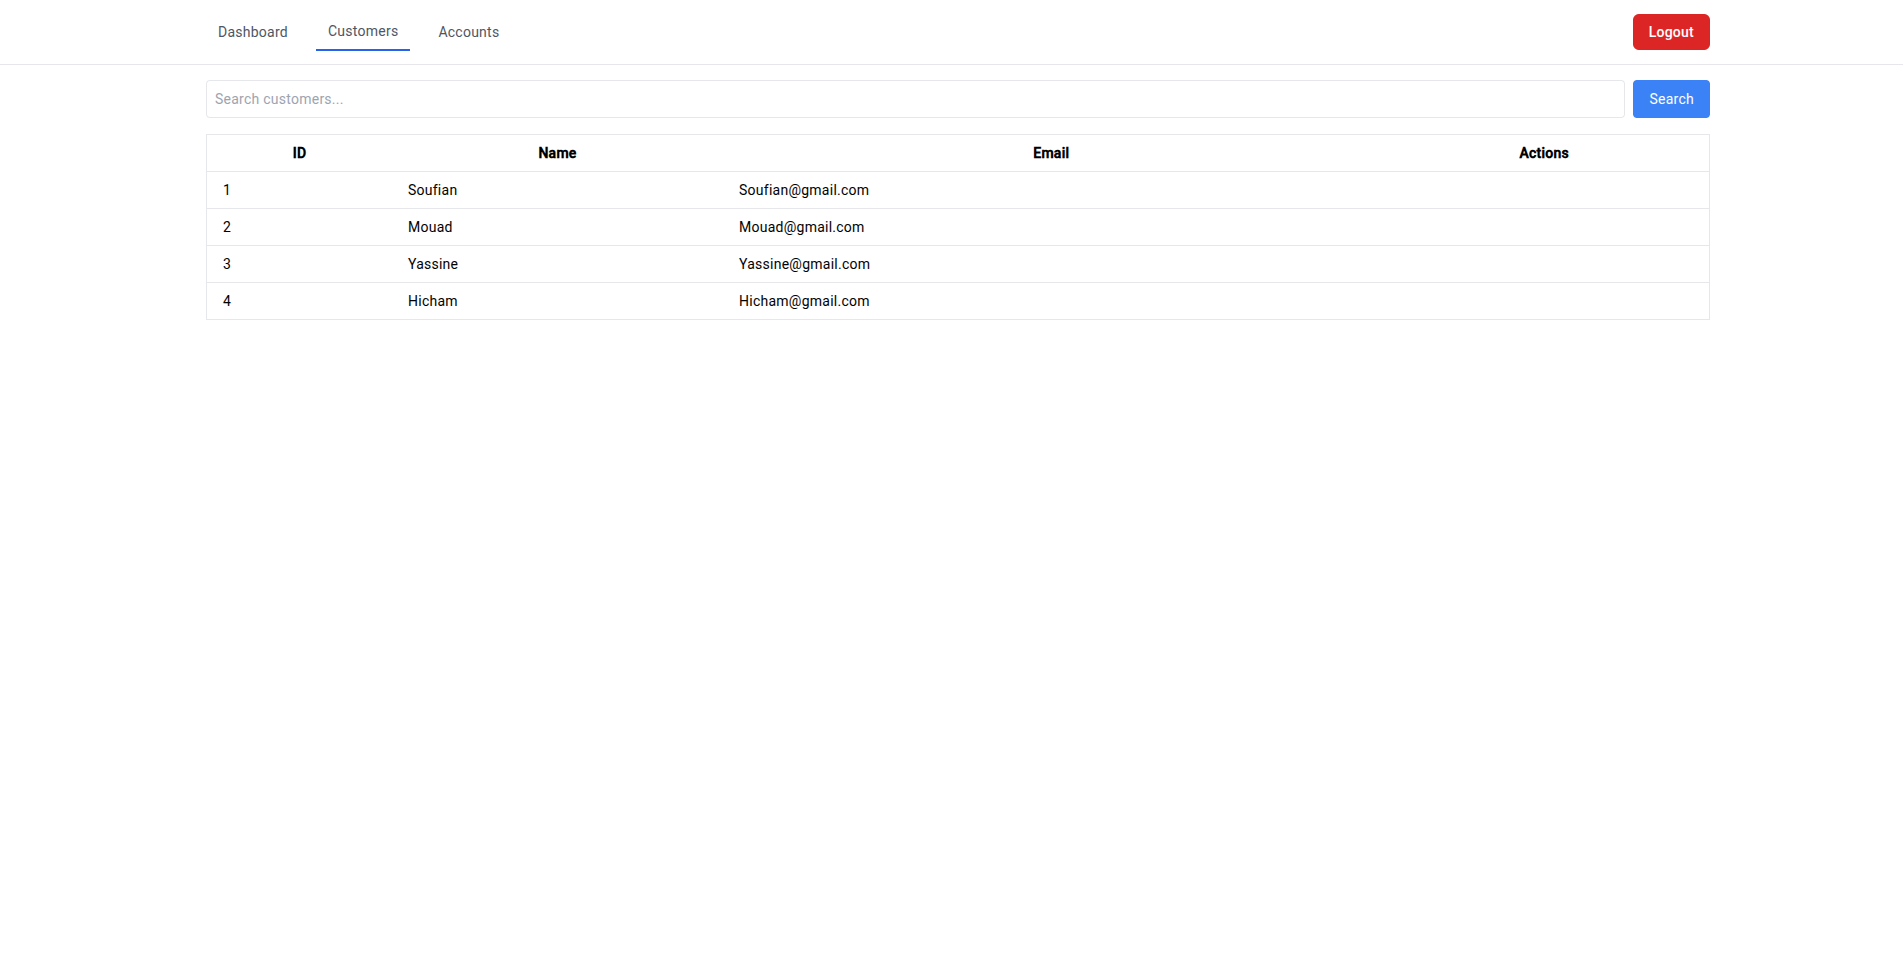 Dashboard Customers Accounts Logout
Search customers... Search
ID Name Email Actions
1 Soufian Soufian@gmail.com
2 Mouad Mouad@gmail.com
3 Yassine Yassine@gmail.com
4 Hicham Hicham@gmail.com